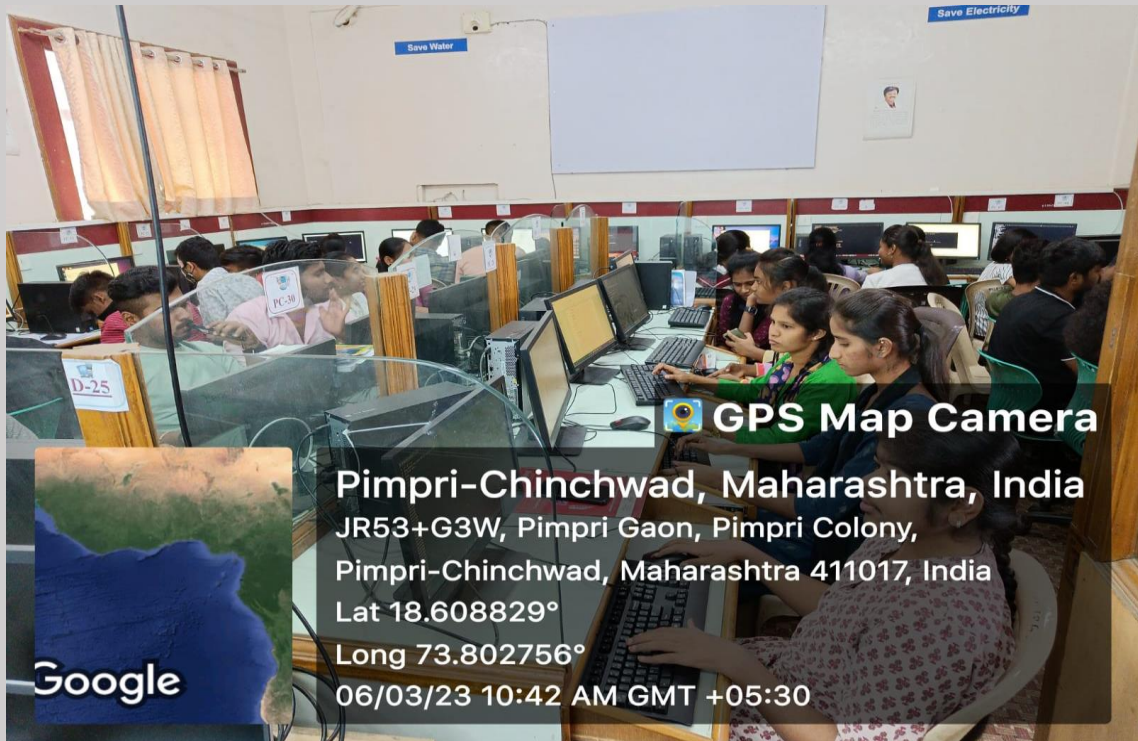 Save Electricity
Save Water
PC-30
D-25
GPS Map Camera
Pimpri-Chinchwad, Maharashtra, India
JR53+G3W, Pimpri Gaon, Pimpri Colony,
Pimpri-Chinchwad, Maharashtra 411017, India
Lat 18.608829°
Long 73.802756°
06/03/23 10:42 AM GMT +05:30
Google